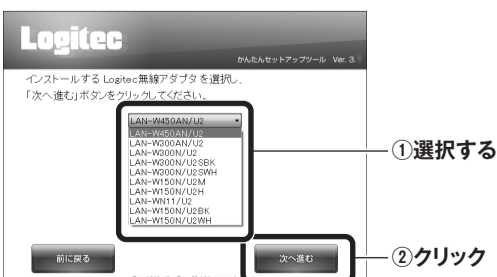 Logitec
かんたんセットアップツール Ver. 3.
インストールする Logitec無線アダプタ を選択し、
「次へ進む」ボタンをクリックしてください。
LAN-W450AN/U2
LAN-W450AN/U2
LAN-W300AN/U2
LAN-W300N/U2
LAN-W300N/U2SBK
LAN-W300N/U2SWH
LAN-W150N/U2M
LAN-W150N/U2H
LAN-WN11/U2
LAN-W150N/U2BK
LAN-W150N/U2WH
①選択する
前に戻る
次へ進む
②クリック